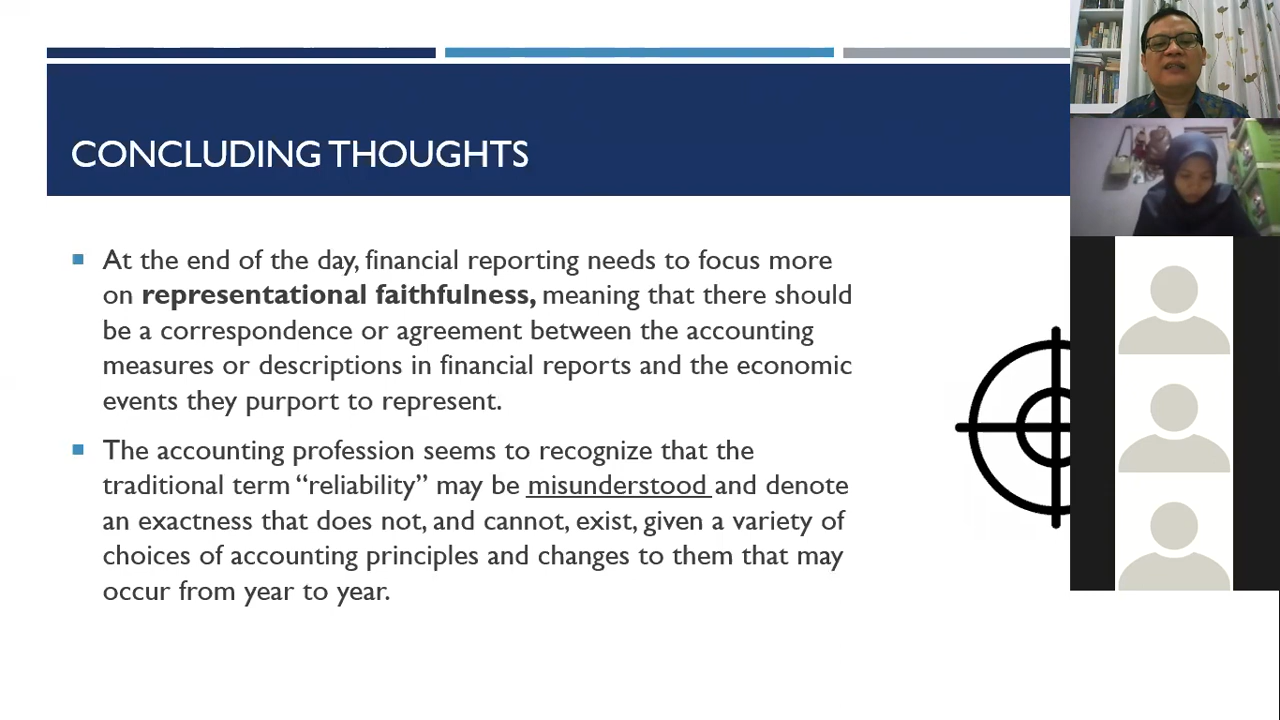 CONCLUDING THOUGHTS
At the end of the day, financial reporting needs to focus more
on representational faithfulness, meaning that there should
be a correspondence or agreement between the accounting
measures or descriptions in financial reports and the economic
events they purport to represent.
The accounting profession seems to recognize that the
traditional term “reliability” may be misunderstood and denote
an exactness that does not, and cannot, exist, given a variety of
choices of accounting principles and changes to them that may
occur from year to year.